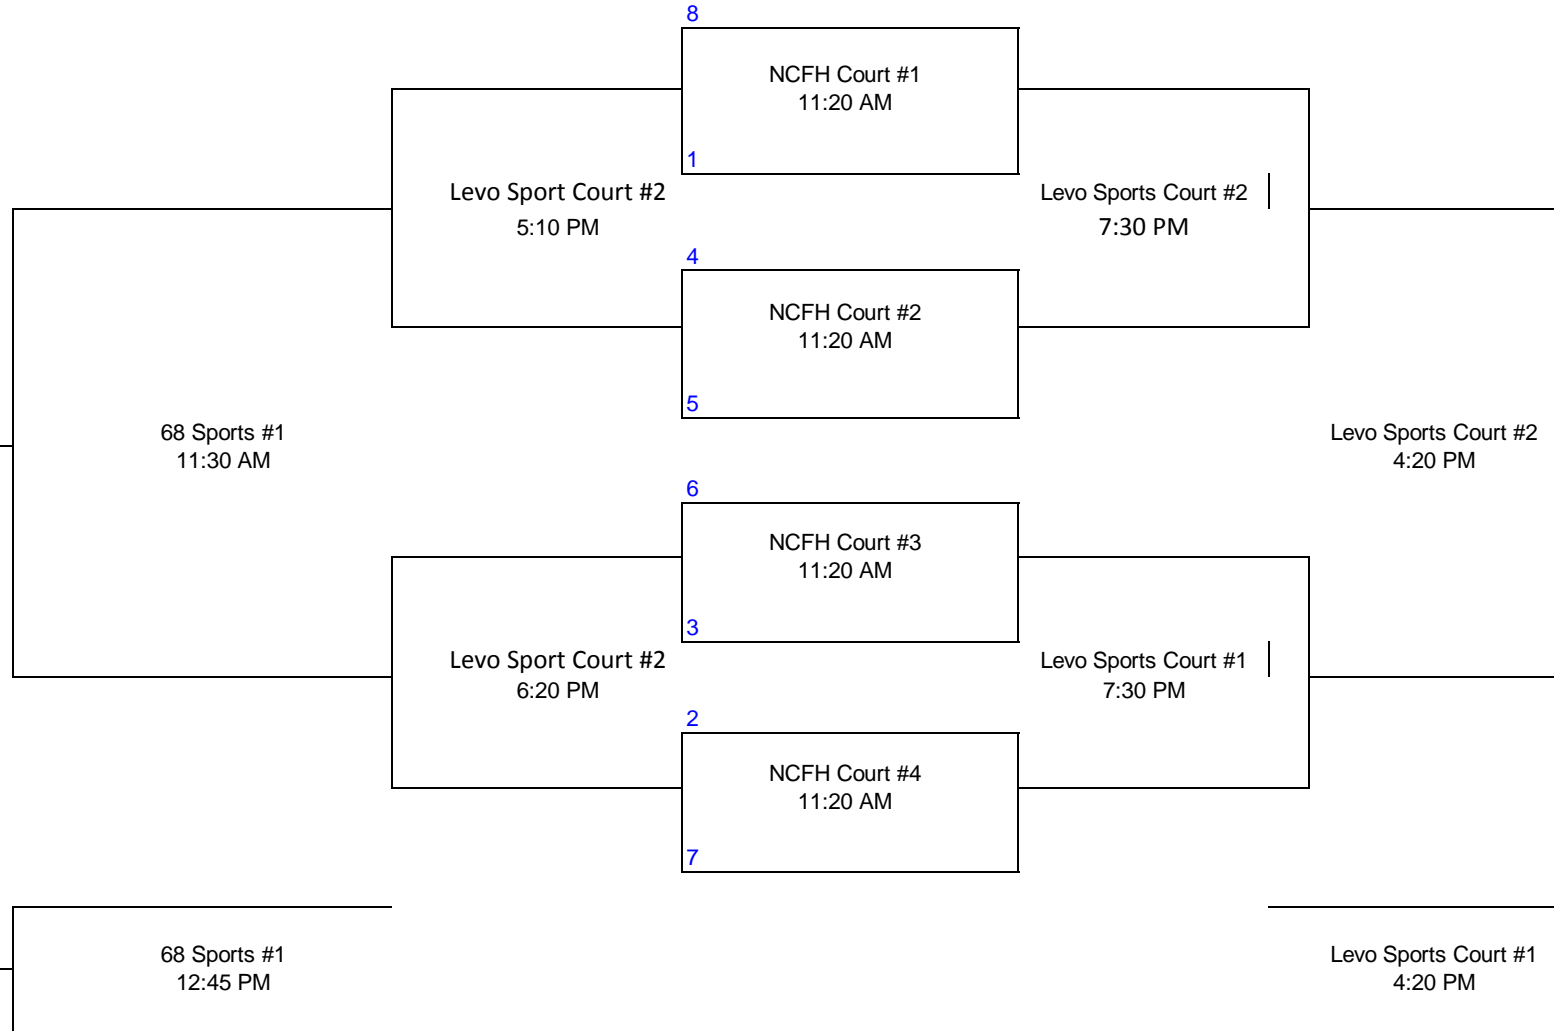 8
NCFH Court #1
11:20 AM
1
Levo Sport Court #2
5:10 PM
Levo Sports Court #2
7:30 PM
4
NCFH Court #2
11:20 AM
5
68 Sports #1
11:30 AM
Levo Sports Court #2
4:20 PM
6
NCFH Court #3
11:20 AM
3
Levo Sport Court #2
6:20 PM
Levo Sports Court #1
7:30 PM
2
NCFH Court #4
11:20 AM
7
68 Sports #1
12:45 PM
Levo Sports Court #1
4:20 PM